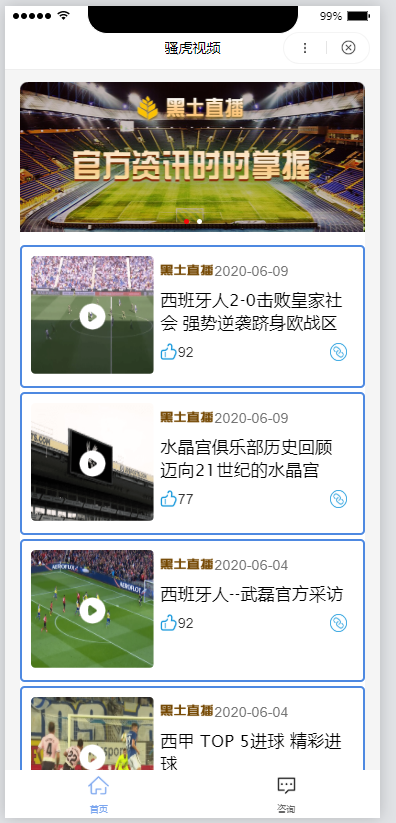 99%
骚虎视频
黑土直播
官方资讯时时掌握
黑土直播2020-06-09
西班牙人2-0击败皇家社
会 强势逆袭跻身欧战区
92
黑土直播2020-06-09
水晶宫俱乐部历史回顾
迈向21世纪的水晶宫
77
黑土直播2020-06-04
西班牙人--武磊官方采访
92
黑土直播2020-06-04
西甲 TOP 5进球 精彩进
球
首页
咨询